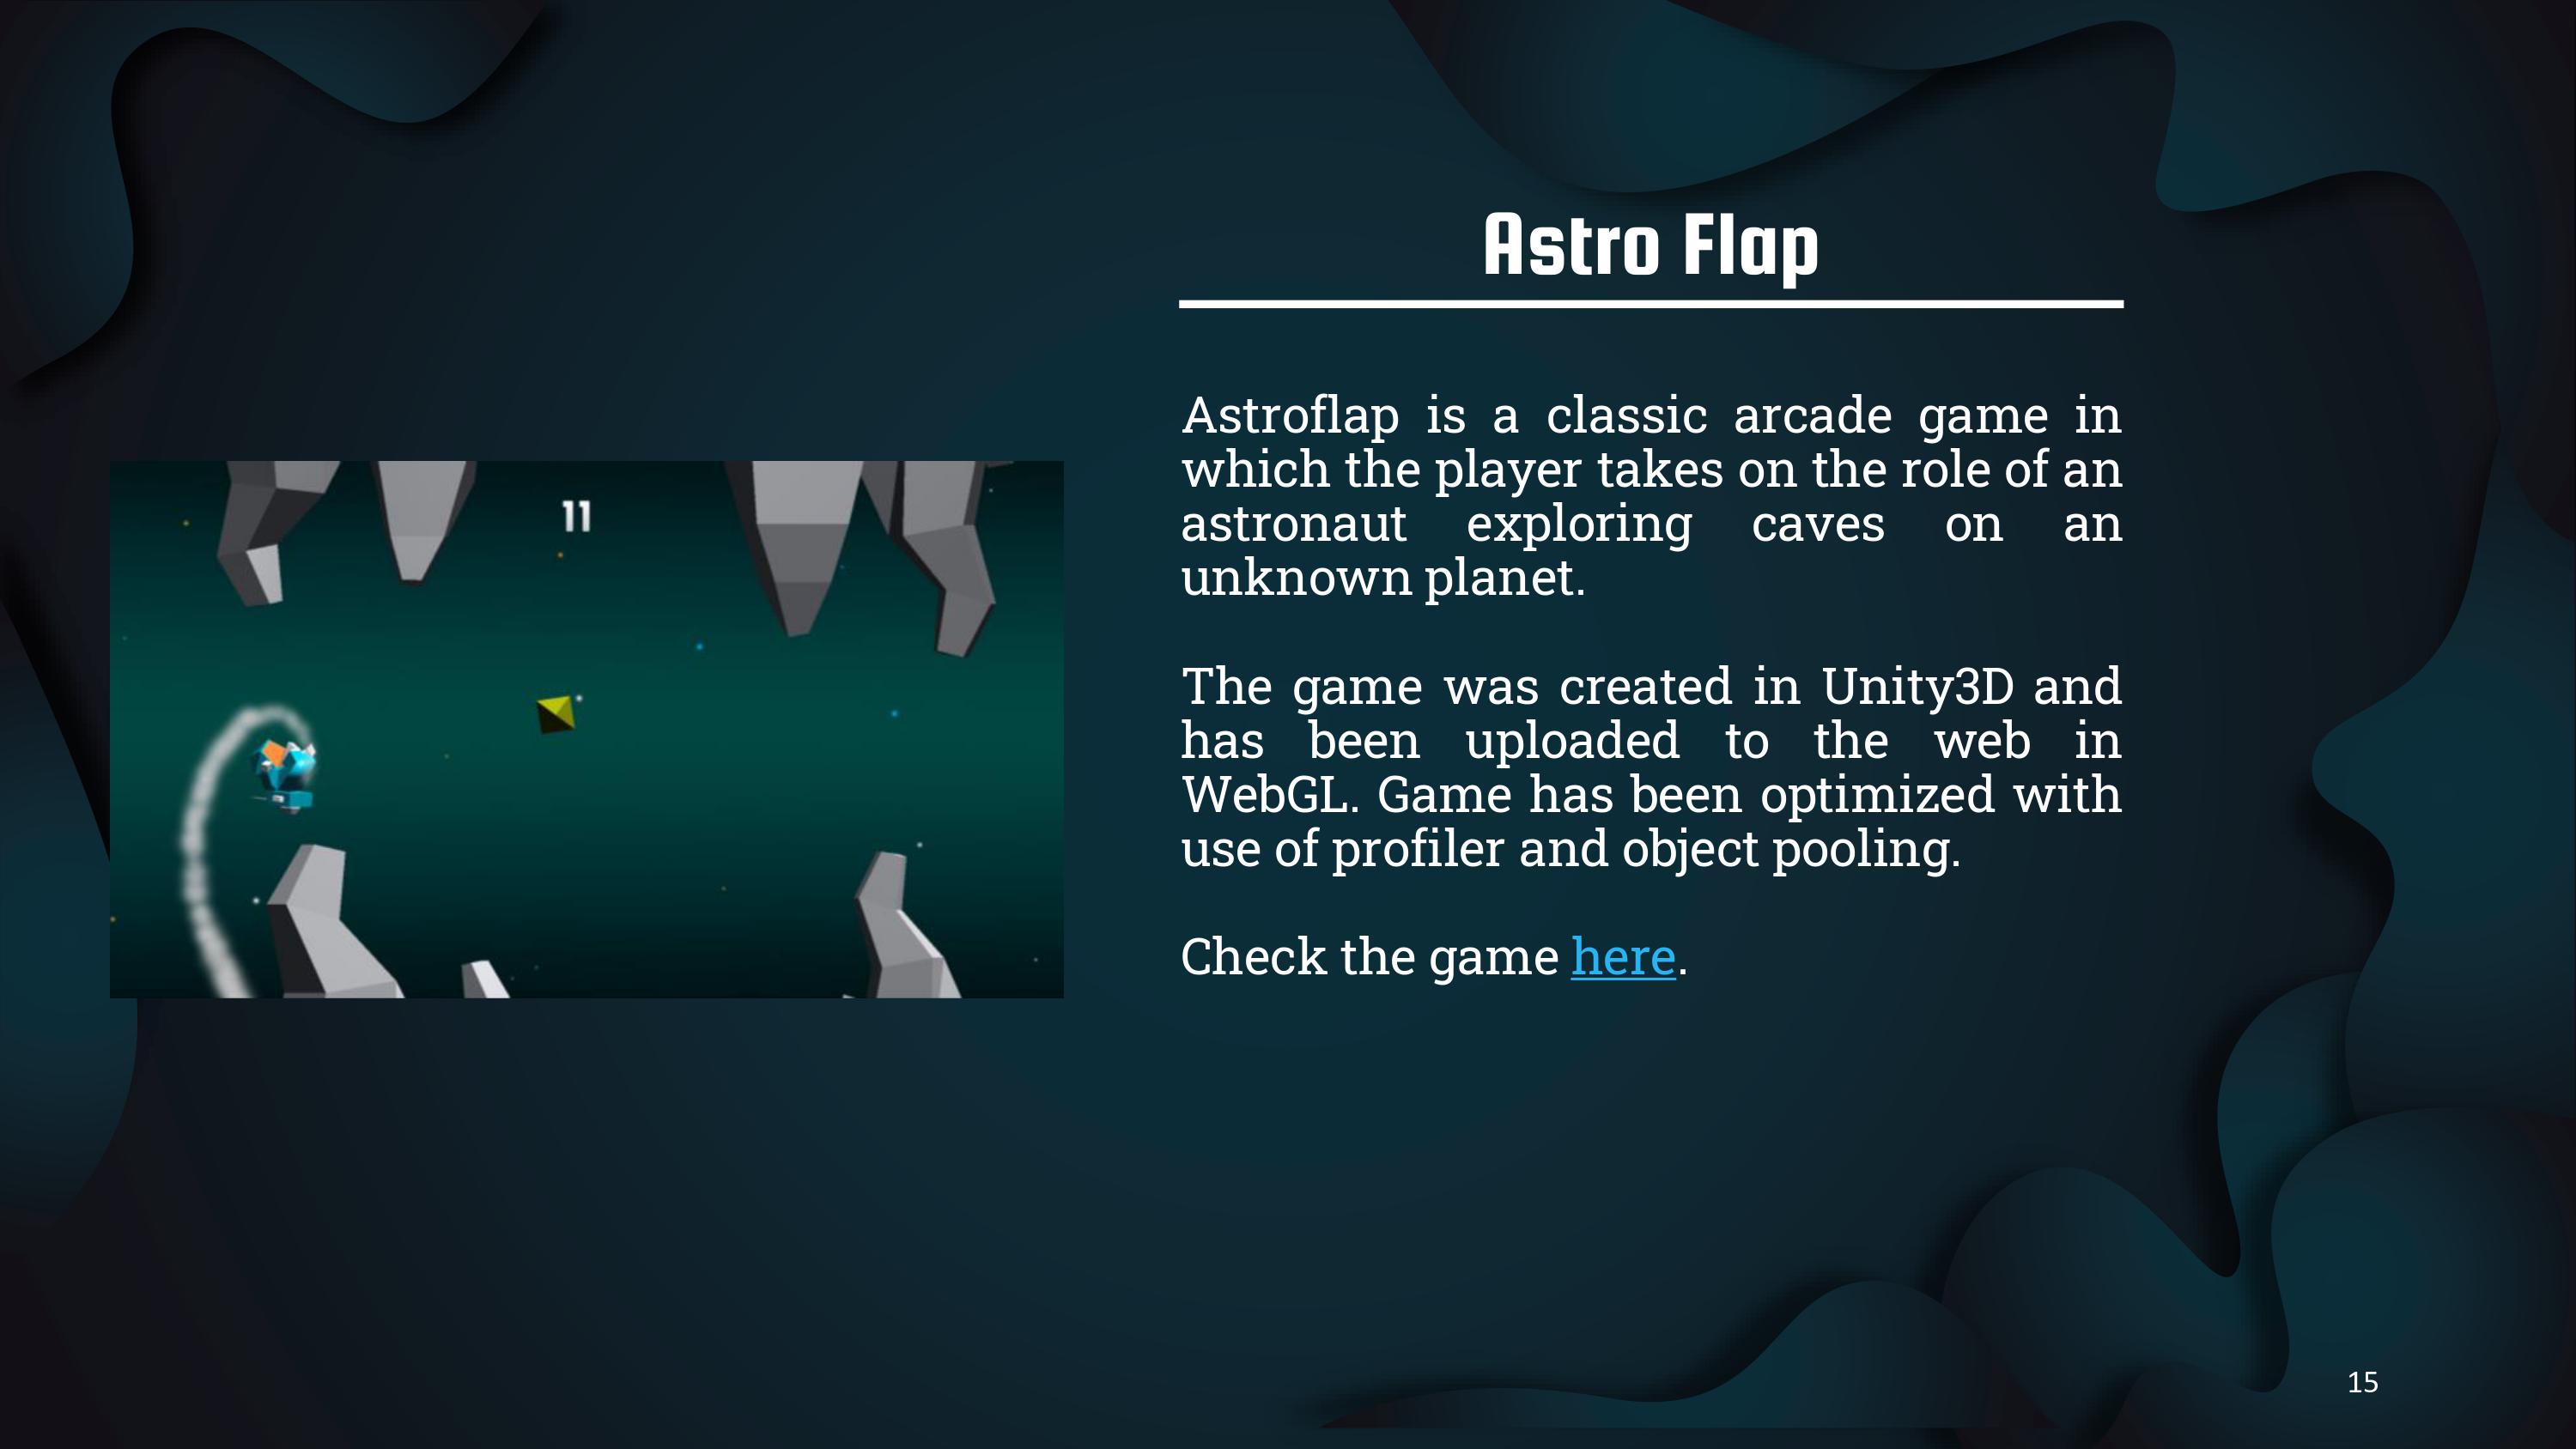 Astro Flap
11
Astroflap is a classic arcade game in
which the player takes on the role of an
astronaut exploring caves on an
unknown planet.
The game was created in Unity3D and
has been uploaded to the web in
WebGL. Game has been optimized with
use of profiler and object pooling.
Check the game here.
15